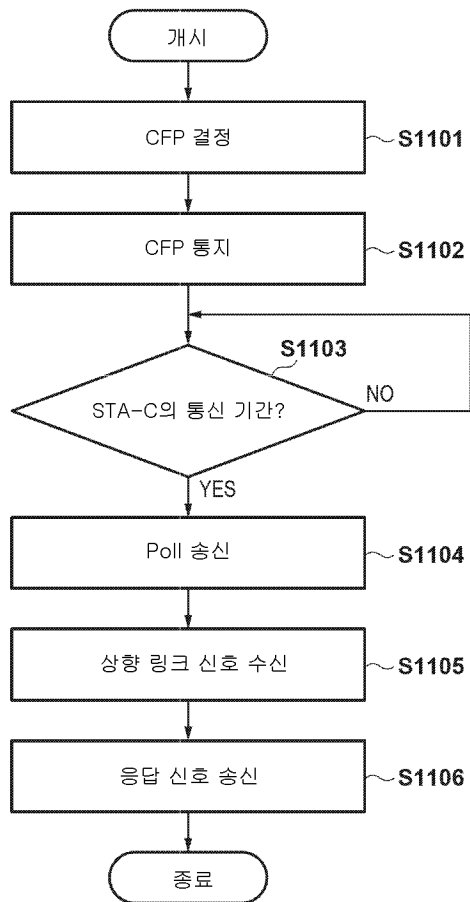 개시
CFP 결정
S1101
CFP 통지
S1102
S1103
STA-C의 통신 기간?
NO
YES
Poll 송신
S1104
상향 링크 신호 수신
S1105
응답 신호 송신
S1106
종료